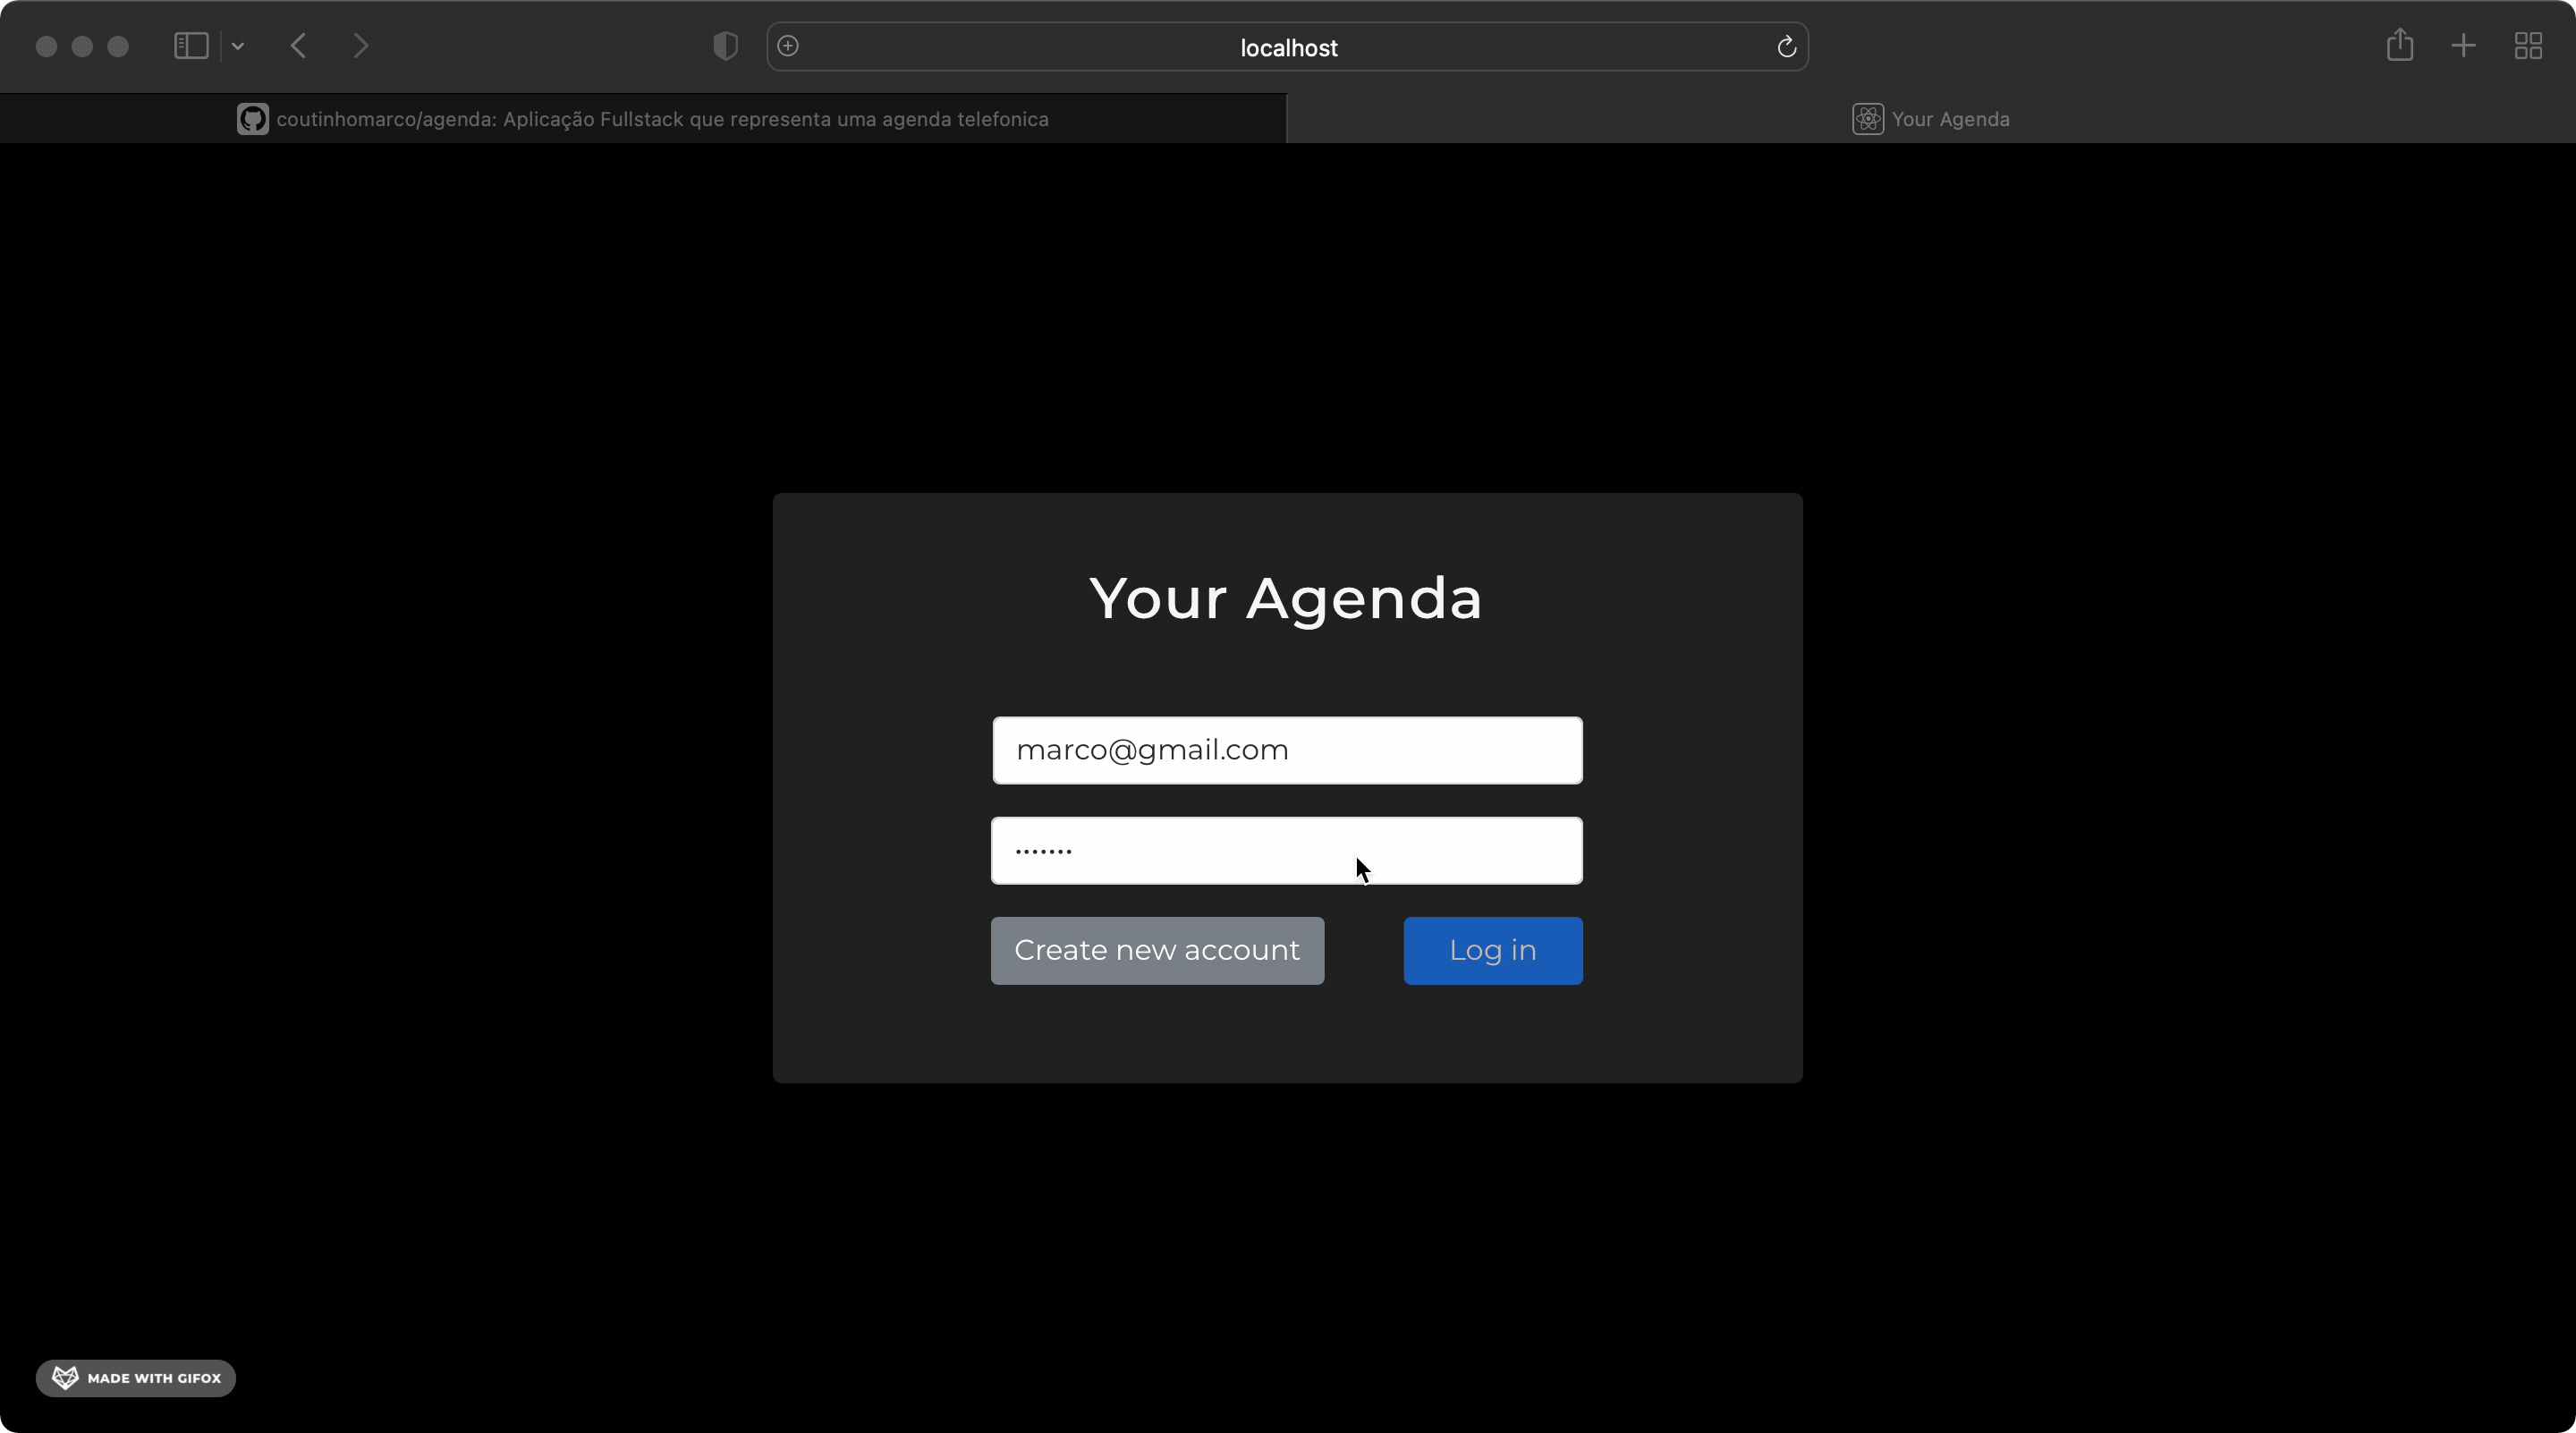 localhost
coutinhomarco/agenda: Aplicação Fullstack que representa uma agenda telefonica
Your Agenda
Your Agenda
marco@gmail.com
•••••••
Create new account
Log in
MADE WITH GIFOX